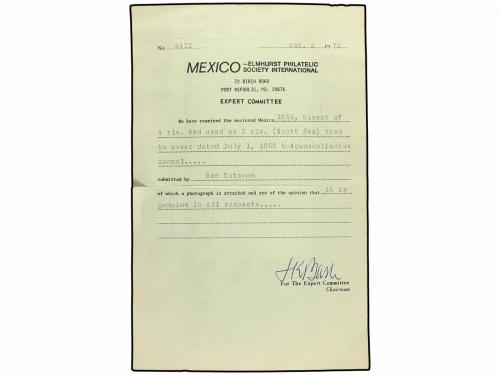 No 4432 Oct. 6 1973
MEXICO —ELMHURST PHILATELIC
SOCIETY INTERNATIONAL
72 BIRCH ROAD
PORT REPUBLIC, MD. 20676
EXPERT COMMITTEE
We have examined the enclosed Mexico, 1856, bisect of
4 rls. red used as 2 rls. (Scott #4a) tied
to cover dated July 1, 1858 b-Aguascalientes
cancel.....
submitted by Ben
of which a photograph is attached and are of the opinion that it is
genuine in all respects.....
JKBash
For The Expert Committee
Chairman